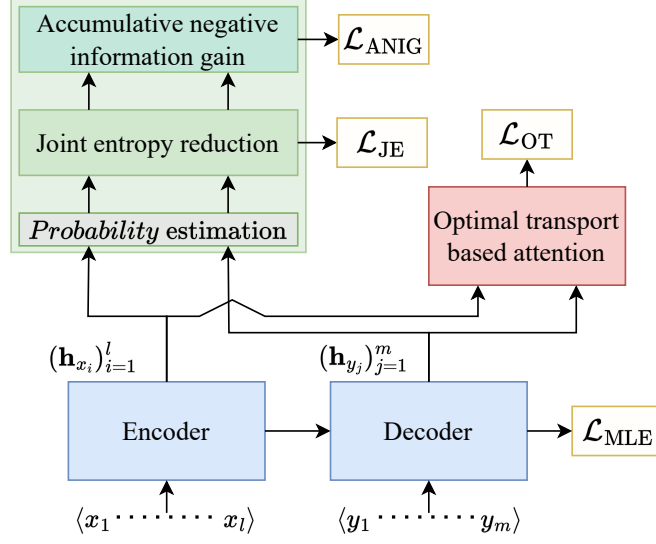 Accumulative negative
information gain
𝓛_ANIG
Joint entropy reduction
𝓛_JE
𝓛_OT
Probability estimation
Optimal transport
based attention
(𝐡_{x_i})_{i=1}^{l}
(𝐡_{y_j})_{j=1}^{m}
Encoder
Decoder
𝓛_MLE
⟨x_1 ········ x_l⟩
⟨y_1 ········ y_m⟩